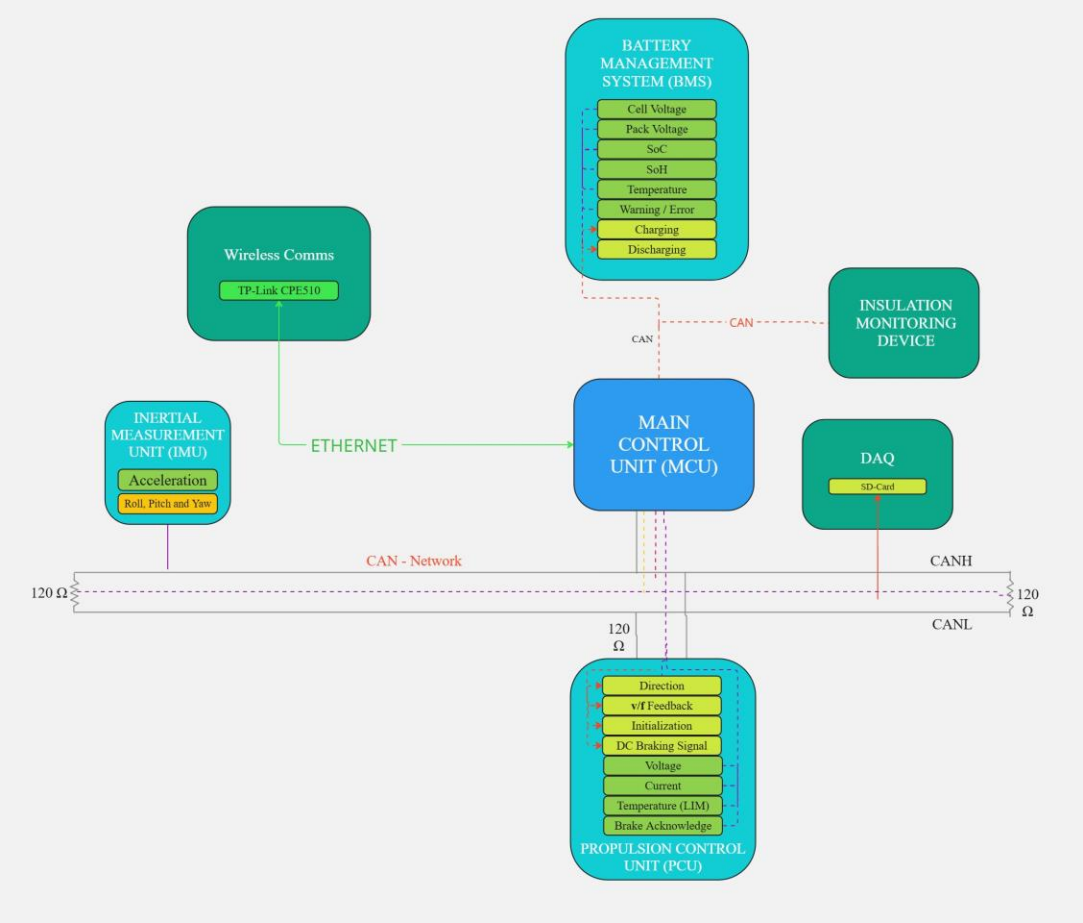 BATTERY
MANAGEMENT
SYSTEM (BMS)
Cell Voltage
Pack Voltage
SoC
SoH
Temperature
Warning / Error
Charging
Discharging
Wireless Comms
TP-Link CPE510
INSULATION
MONITORING
DEVICE
CAN
CAN
MAIN
CONTROL
UNIT (MCU)
INERTIAL
MEASUREMENT
UNIT (IMU)
Acceleration
Roll, Pitch and Yaw
ETHERNET
DAQ
SD-Card
CAN - Network
CANH
120 Ω
120
Ω
CANL
120
Ω
Direction
v/f Feedback
Initialization
DC Braking Signal
Voltage
Current
Temperature (LIM)
Brake Acknowledge
PROPULSION CONTROL
UNIT (PCU)